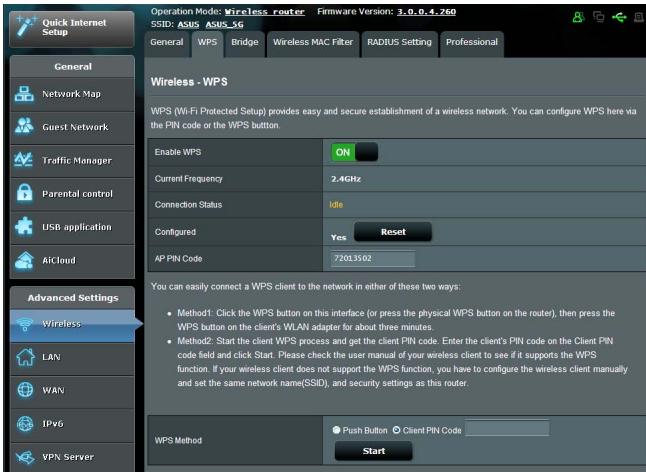 Quick Internet
Setup
Operation Mode: Wireless router Firmware Version: 3.0.0.4.260
SSID: ASUS ASUS_5G
General WPS Bridge Wireless MAC Filter RADIUS Setting Professional
General
Network Map
Guest Network
Traffic Manager
Parental control
USB application
AiCloud
Advanced Settings
Wireless
LAN
WAN
IPv6
VPN Server
Wireless - WPS
WPS (Wi-Fi Protected Setup) provides easy and secure establishment of a wireless network. You can configure WPS here via
the PIN code or the WPS buttton.
Enable WPS ON
Current Frequency 2.4GHz
Connection Status Idle
Configured Yes Reset
AP PIN Code 72013502
You can easily connect a WPS client to the network in either of these two ways:
• Method1: Click the WPS button on this interface (or press the physical WPS button on the router), then press the
WPS button on the client's WLAN adapter for about three minutes.
• Method2: Start the client WPS process and get the client PIN code. Enter the client's PIN code on the Client PIN
code field and click Start. Please check the user manual of your wireless client to see if it supports the WPS
function. If your wireless client does not support the WPS function, you have to configure the wireless client manually
and set the same network name(SSID), and security settings as this router.
WPS Method Push Button Client PIN Code
Start